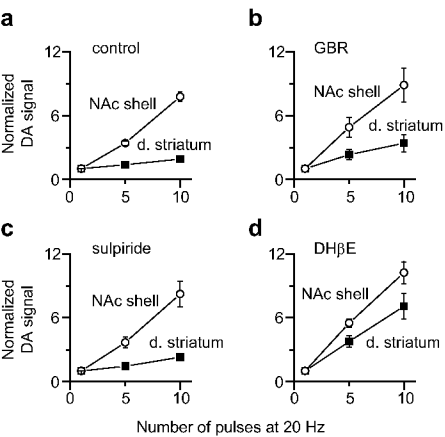 a
control
12
6
0
0
5
10
Normalized
DA signal
NAc shell
d. striatum
b
GBR
12
6
0
0
5
10
NAc shell
d. striatum
c
sulpiride
12
6
0
0
5
10
Normalized
DA signal
NAc shell
d. striatum
d
DHβE
12
6
0
0
5
10
NAc shell
d. striatum
Number of pulses at 20 Hz